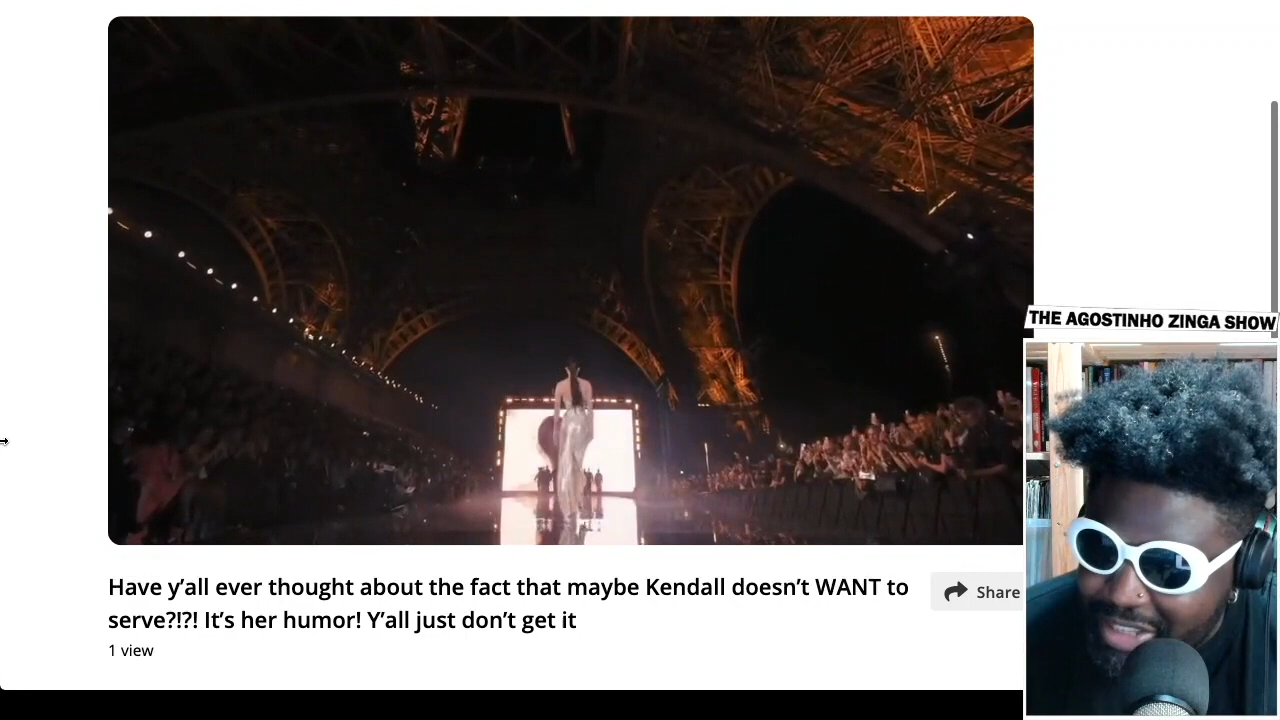 THE AGOSTINHO ZINGA SHOW
Have y’all ever thought about the fact that maybe Kendall doesn’t WANT to
serve?!?! It’s her humor! Y’all just don’t get it
Share
1 view